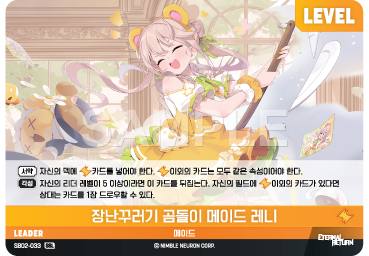 LEVEL
SAMPLE
서약 자신의 덱에 카드를 넣어야 한다. 이외의 카드는 모두 같은 속성이어야 한다.
각성 자신의 리더 레벨이 5 이상이라면 이 카드를 뒤집는다. 자신의 필드에 이외의 카드가 있다면
상대는 카드를 1장 드로우할 수 있다.
장난꾸러기 곰돌이 메이드 레니
LEADER
메이드
SB02-033
© NIMBLE NEURON CORP.
ETERNAL RETURN